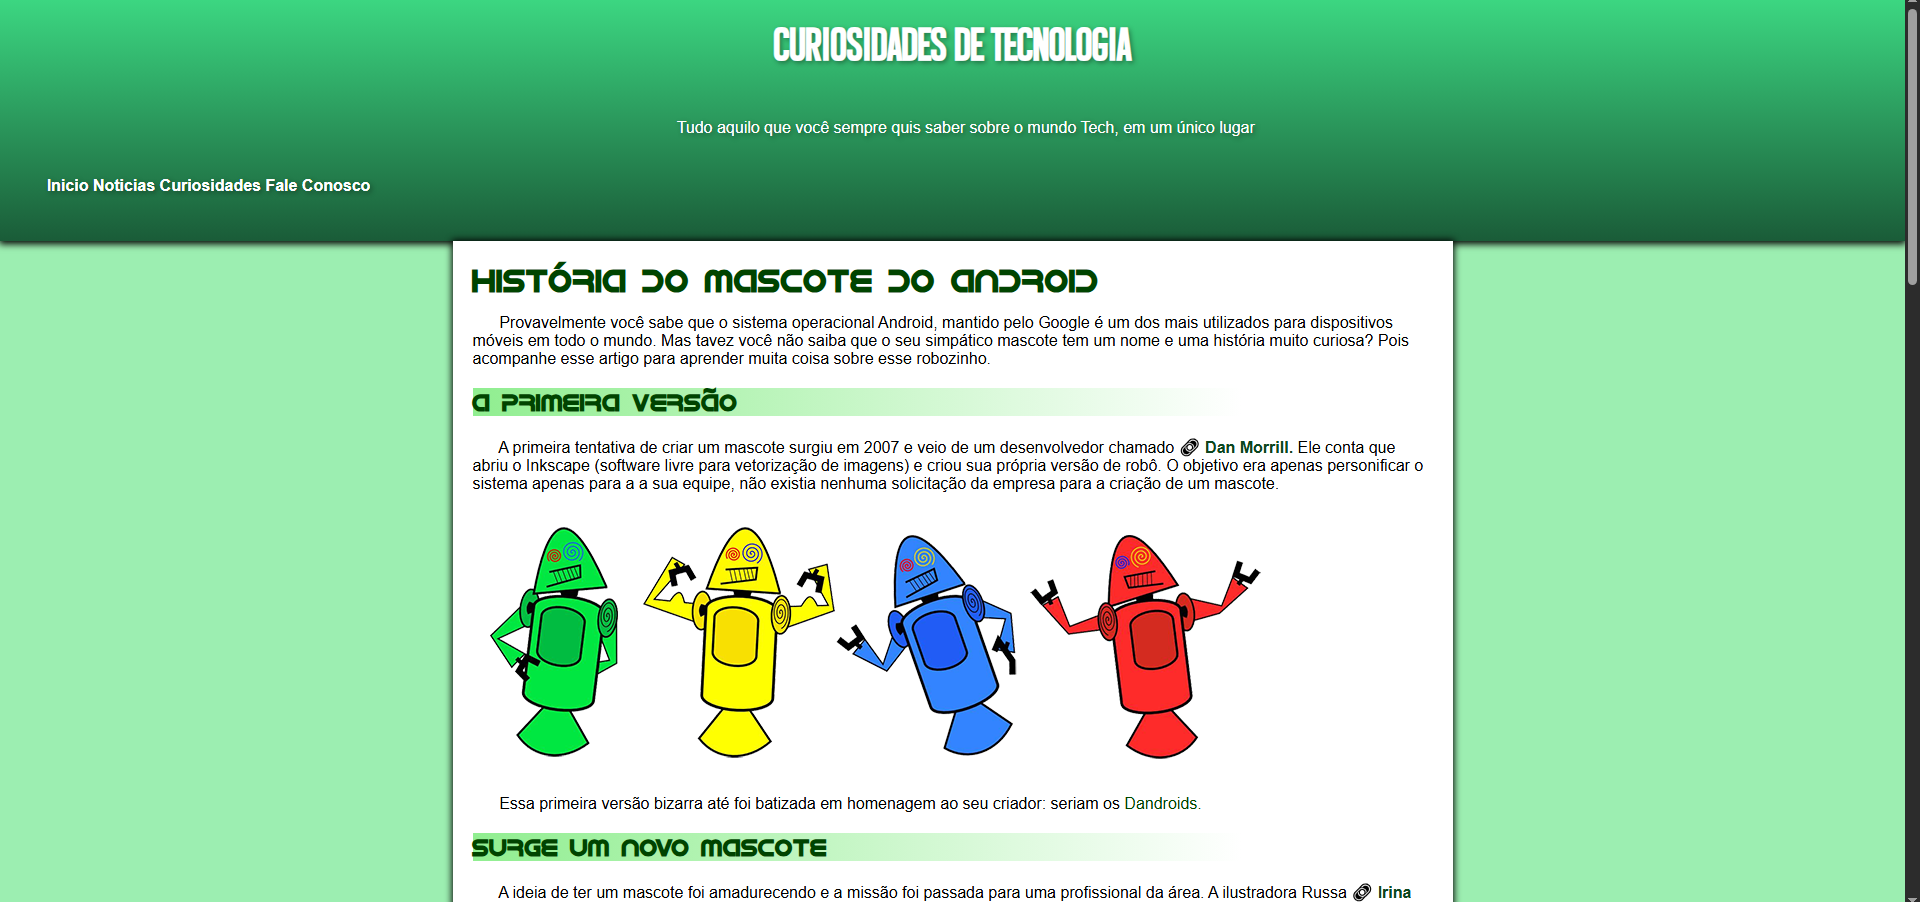 CURIOSIDADES DE TECNOLOGIA
Tudo aquilo que você sempre quis saber sobre o mundo Tech, em um único lugar
Inicio Noticias Curiosidades Fale Conosco
HISTÓRIA DO MASCOTE DO ANDROID
Provavelmente você sabe que o sistema operacional Android, mantido pelo Google é um dos mais utilizados para dispositivos
móveis em todo o mundo. Mas tavez você não saiba que o seu simpático mascote tem um nome e uma história muito curiosa? Pois
acompanhe esse artigo para aprender muita coisa sobre esse robozinho.
A PRIMEIRA VERSÃO
A primeira tentativa de criar um mascote surgiu em 2007 e veio de um desenvolvedor chamado Dan Morrill. Ele conta que
abriu o Inkscape (software livre para vetorização de imagens) e criou sua própria versão de robô. O objetivo era apenas personificar o
sistema apenas para a a sua equipe, não existia nenhuma solicitação da empresa para a criação de um mascote.
Essa primeira versão bizarra até foi batizada em homenagem ao seu criador: seriam os Dandroids.
SURGE UM NOVO MASCOTE
A ideia de ter um mascote foi amadurecendo e a missão foi passada para uma profissional da área. A ilustradora Russa Irina